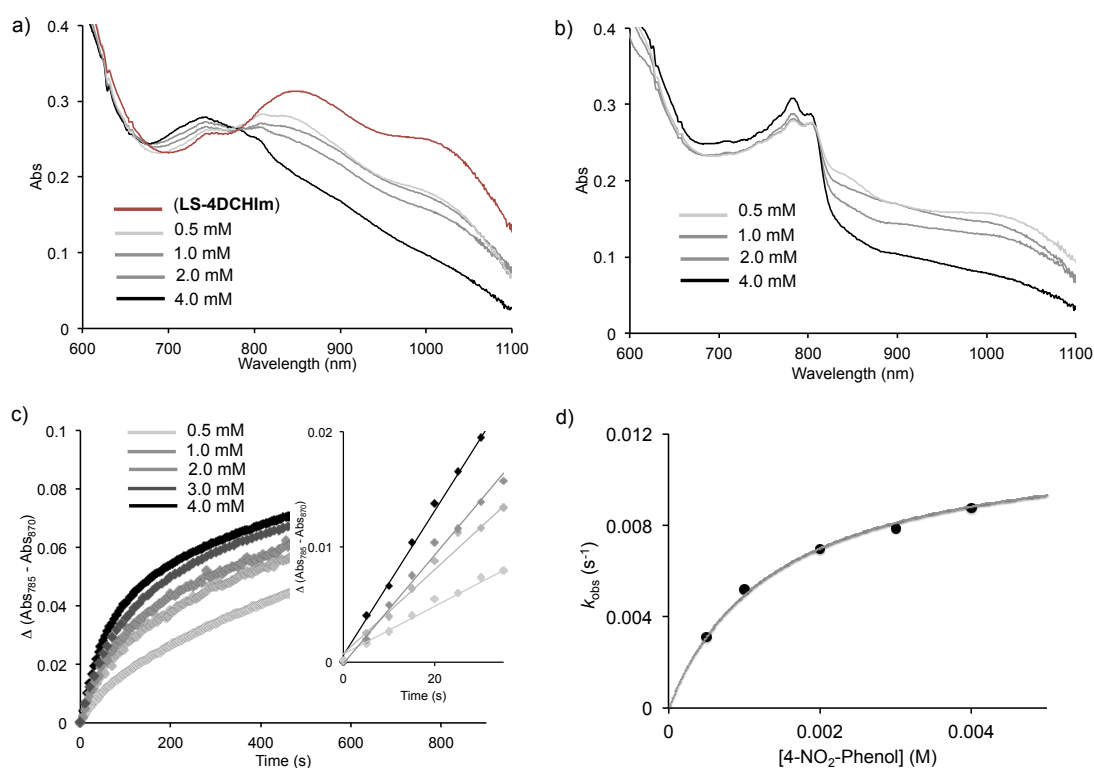 a)
0.4
0.3
0.2
0.1
0
Abs
(LS-4DCHIm)
0.5 mM
1.0 mM
2.0 mM
4.0 mM
600 700 800 900 1000 1100
Wavelength (nm)
b)
0.4
0.3
0.2
0.1
0
Abs
0.5 mM
1.0 mM
2.0 mM
4.0 mM
600 700 800 900 1000 1100
Wavelength (nm)
c)
0.1
0.08
0.06
0.04
0.02
0
Δ (Abs785 - Abs870)
0.5 mM
1.0 mM
2.0 mM
3.0 mM
4.0 mM
0.02
0.01
0
Δ (Abs785 - Abs870)
0 20
Time (s)
0 200 400 600 800
Time (s)
d)
0.012
0.008
0.004
0
kobs (s-1)
0 0.002 0.004
[4-NO2-Phenol] (M)